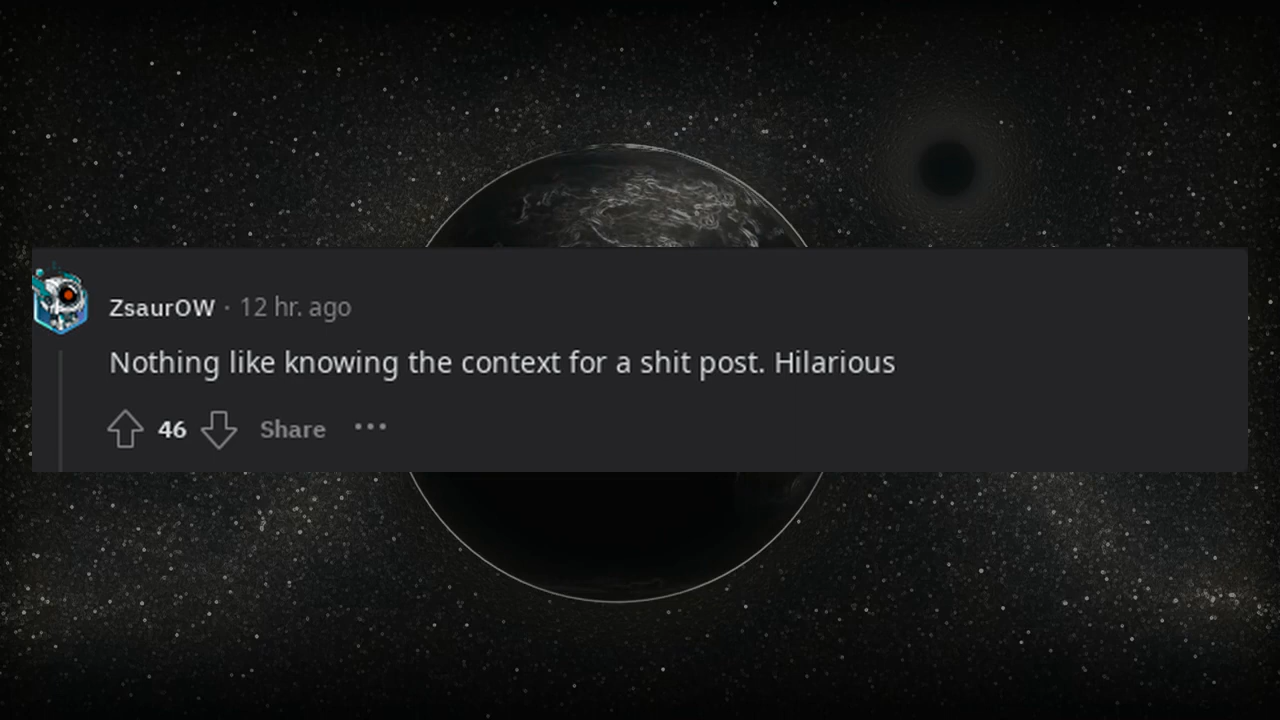 ZsaurOW · 12 hr. ago
Nothing like knowing the context for a shit post. Hilarious
46 Share ...